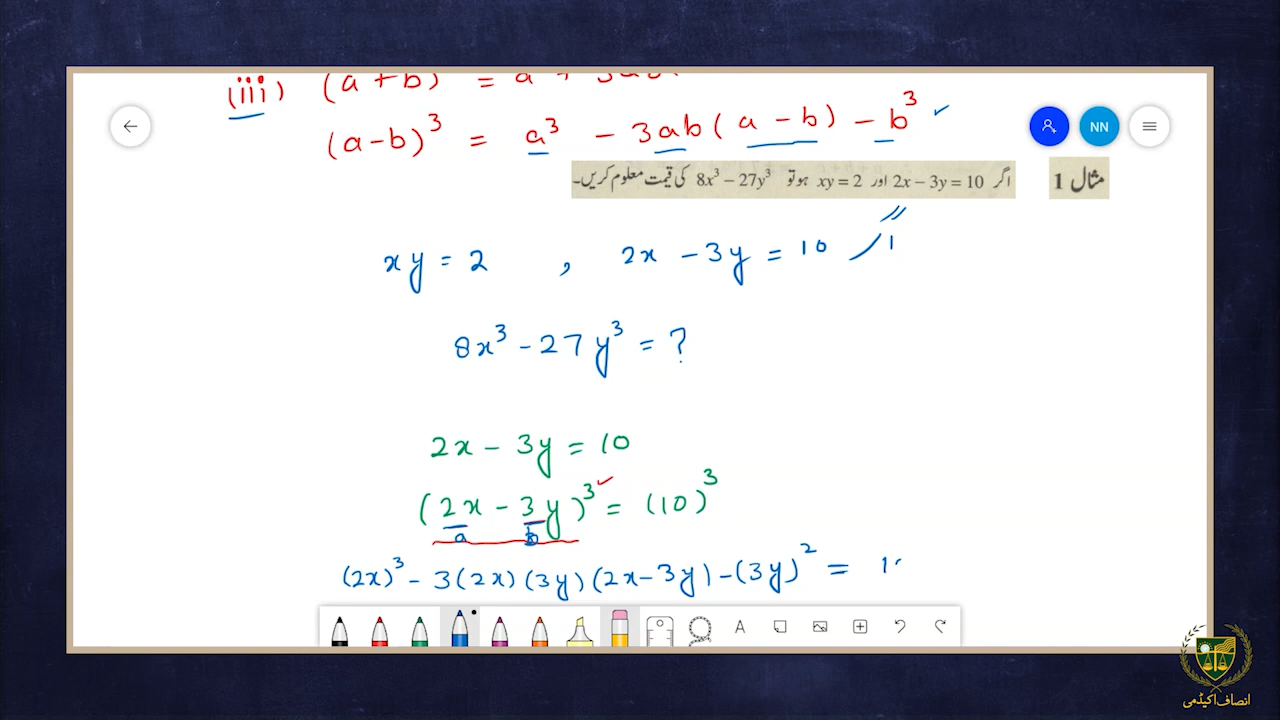 (iii) (a + b) = a + 3ab
(a-b)³ = a³ - 3ab(a - b) - b³
NN
مثال 1
اگر 2x − 3y = 10 اور xy = 2 ہوتو 8x³ − 27y³ کی قیمت معلوم کریں۔
xy = 2 , 2x - 3y = 10
8x³ - 27y³ = ?
2x - 3y = 10
(2x - 3y)³ = (10)³
a b
(2x)³ - 3(2x)(3y)(2x-3y) - (3y)² = 1
A
انصاف اکیڈمی